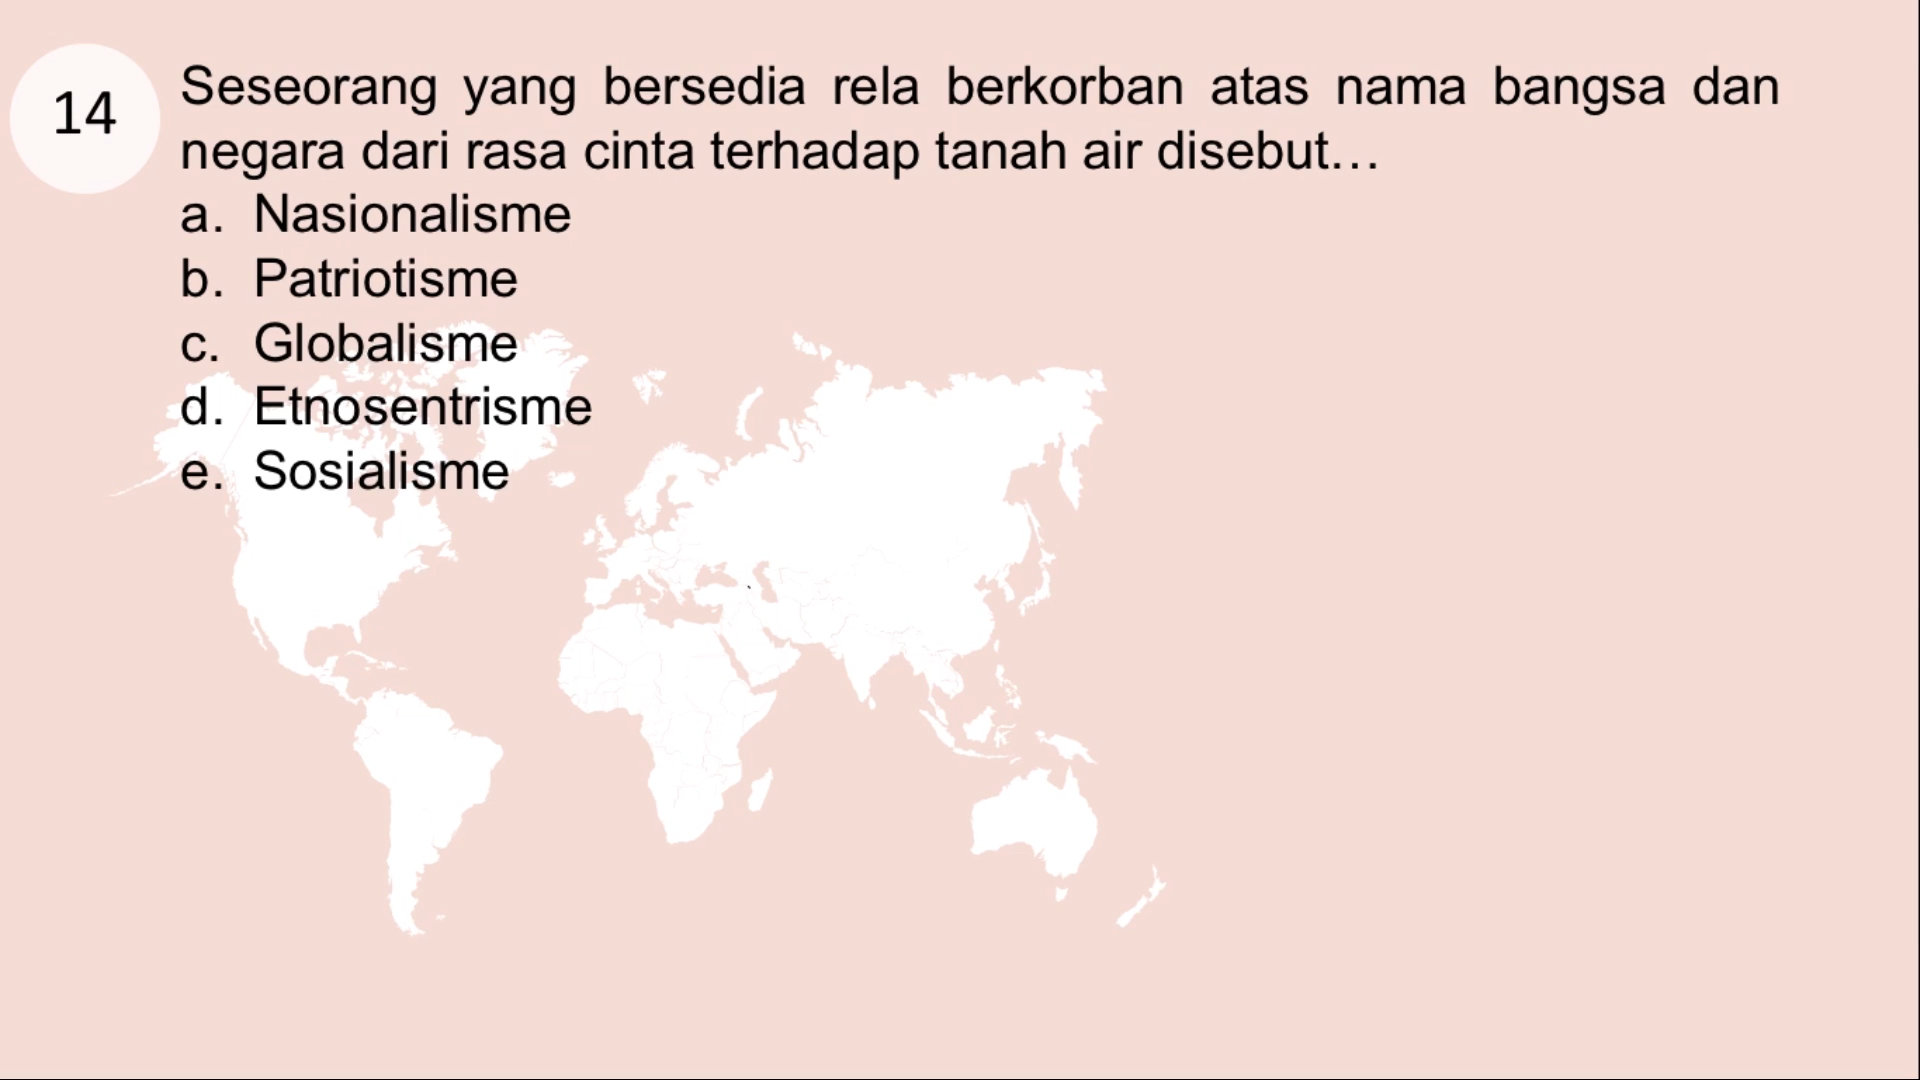 14
Seseorang yang bersedia rela berkorban atas nama bangsa dan
negara dari rasa cinta terhadap tanah air disebut…
a. Nasionalisme
b. Patriotisme
c. Globalisme
d. Etnosentrisme
e. Sosialisme